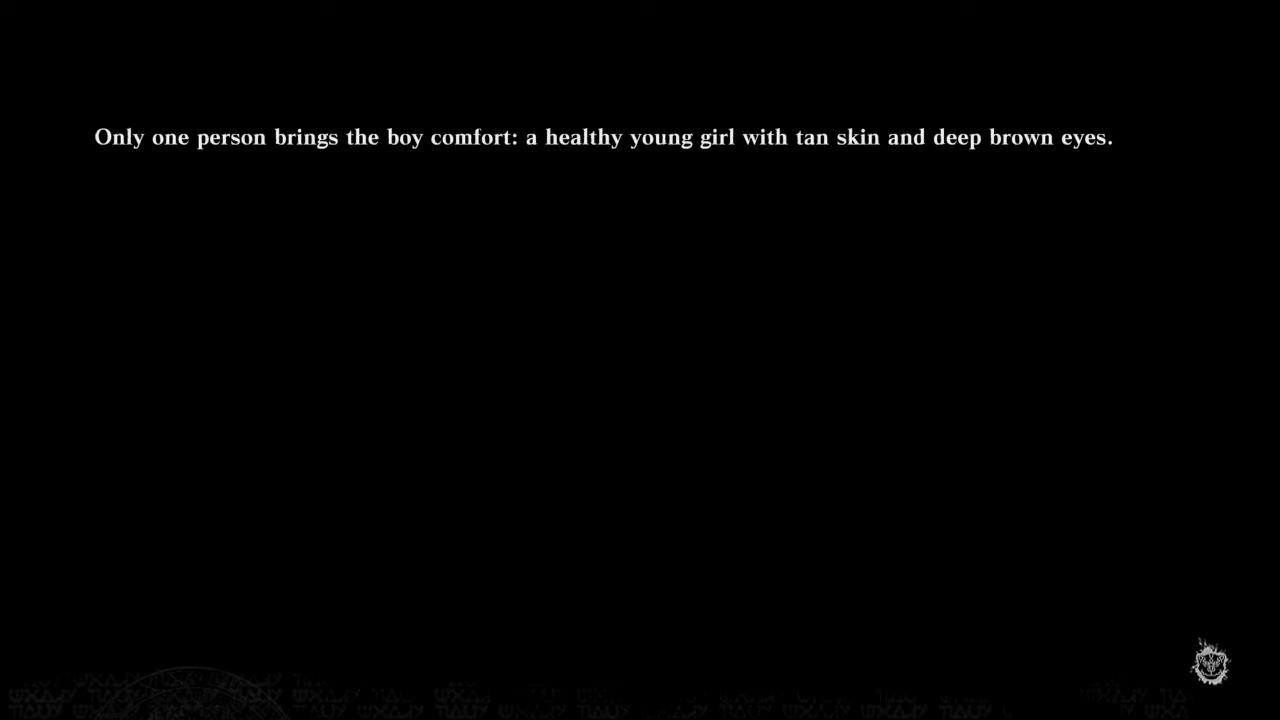 Only one person brings the boy comfort: a healthy young girl with tan skin and deep brown eyes.